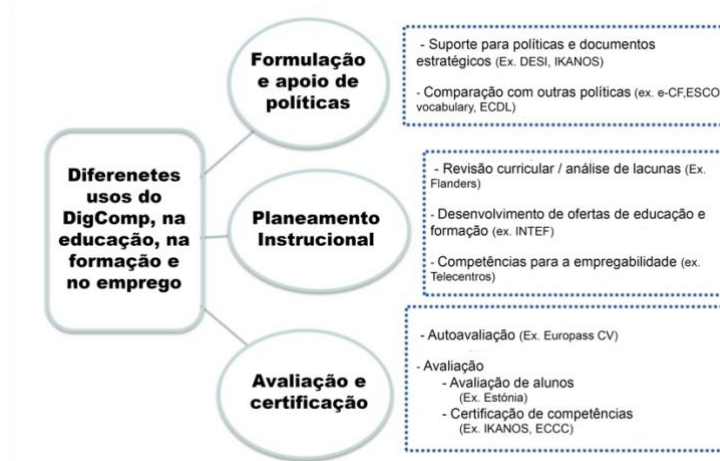 Diferenetes
usos do
DigComp, na
educação, na
formação e
no emprego
Formulação
e apoio de
políticas
- Suporte para políticas e documentos
estratégicos (Ex. DESI, IKANOS)
- Comparação com outras políticas (ex. e-CF,ESCO
vocabulary, ECDL)
Planeamento
Instrucional
- Revisão curricular / análise de lacunas (Ex.
Flanders)
- Desenvolvimento de ofertas de educação e
formação (ex. INTEF)
- Competências para a empregabilidade (ex.
Telecentros)
Avaliação e
certificação
- Autoavaliação (Ex. Europass CV)
- Avaliação
- Avaliação de alunos
(Ex. Estónia)
- Certificação de competências
(Ex. IKANOS, ECCC)